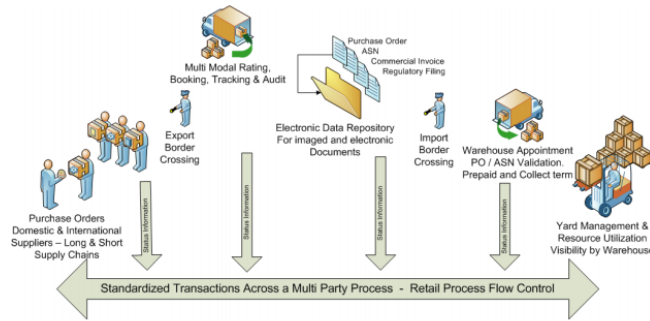 Purchase Order
ASN
Commercial Invoice
Regulatory Filing
Multi Modal Rating,
Booking, Tracking & Audit
Export
Border
Crossing
Electronic Data Repository
For imaged and electronic
Documents
Import
Border
Crossing
Warehouse Appointment
PO / ASN Validation.
Prepaid and Collect term
Purchase Orders
Domestic & International
Suppliers – Long & Short
Supply Chains
Status Information
Status Information
Status Information
Status Information
Yard Management &
Resource Utilization
Visibility by Warehouse
Standardized Transactions Across a Multi Party Process - Retail Process Flow Control